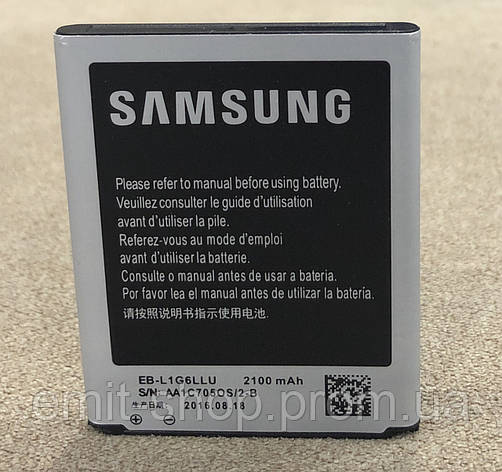 SAMSUNG
Please refer to manual before using battery.
Veuillez consulter le guide d'utilisation
avant d'utiliser la pile.
Referez-vous au mode d'emploi
avant d'utiliser la batterie.
Consulte o manual antes de usar a bateria.
Por favor lea el manual antes de utilizar la batería.
请按照说明书指示使用电池.
EB-L1G6LLU 2100 mAh
S/N: AA1C705OS/2-B
生产日期: 2016.08.18
emit-shop.prom.ua